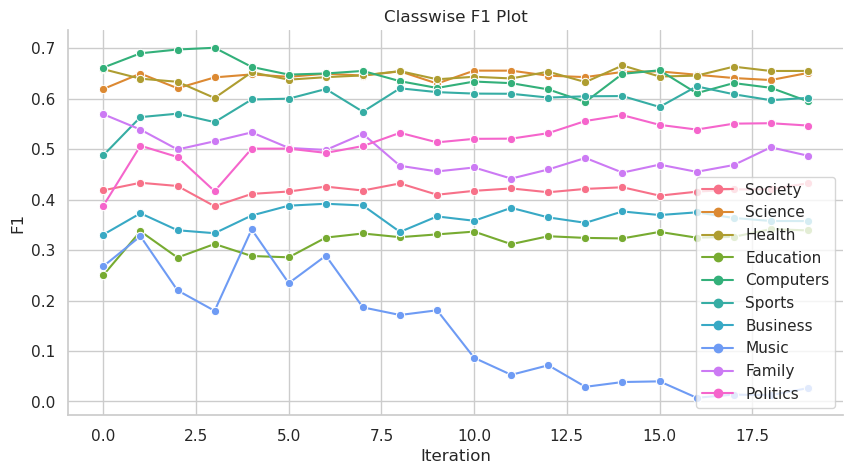 Classwise F1 Plot
0.7
0.6
0.5
0.4
0.3
0.2
0.1
0.0
F1
0.0 2.5 5.0 7.5 10.0 12.5 15.0 17.5
Iteration
Society
Science
Health
Education
Computers
Sports
Business
Music
Family
Politics